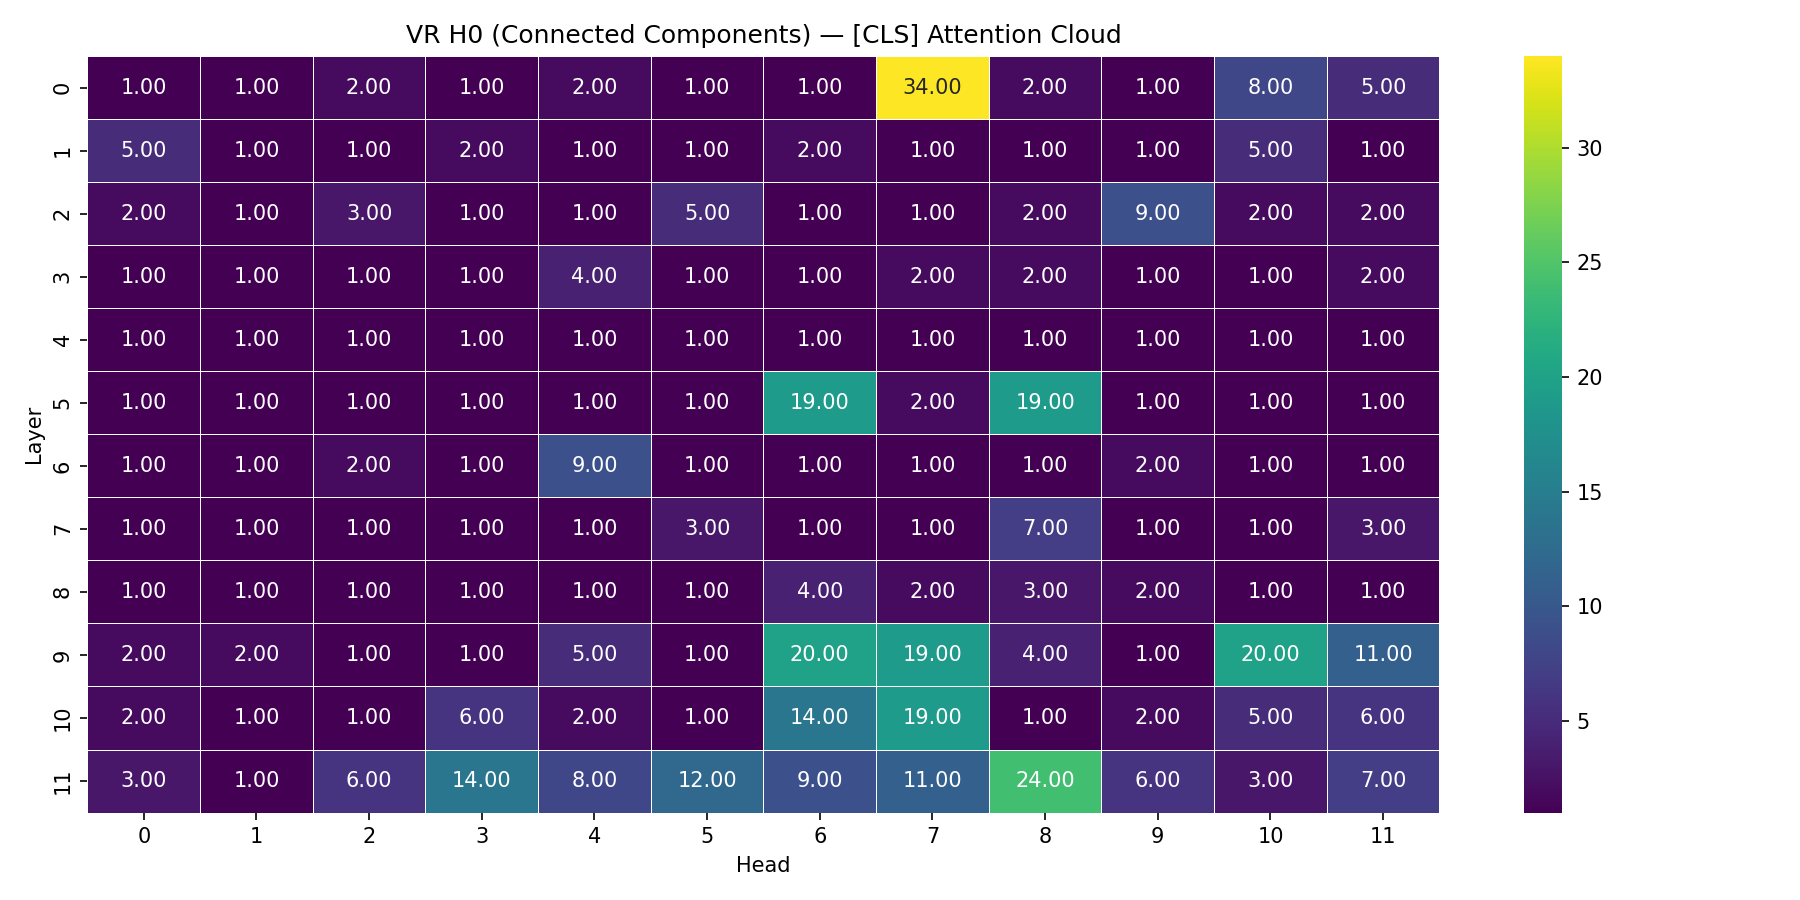 VR H0 (Connected Components) — [CLS] Attention Cloud
0 1.00 1.00 2.00 1.00 2.00 1.00 1.00 34.00 2.00 1.00 8.00 5.00
1 5.00 1.00 1.00 2.00 1.00 1.00 2.00 1.00 1.00 1.00 5.00 1.00
2 2.00 1.00 3.00 1.00 1.00 5.00 1.00 1.00 2.00 9.00 2.00 2.00
3 1.00 1.00 1.00 1.00 4.00 1.00 1.00 2.00 2.00 1.00 1.00 2.00
4 1.00 1.00 1.00 1.00 1.00 1.00 1.00 1.00 1.00 1.00 1.00 1.00
5 1.00 1.00 1.00 1.00 1.00 1.00 19.00 2.00 19.00 1.00 1.00 1.00
6 1.00 1.00 2.00 1.00 9.00 1.00 1.00 1.00 1.00 2.00 1.00 1.00
7 1.00 1.00 1.00 1.00 1.00 3.00 1.00 1.00 7.00 1.00 1.00 3.00
8 1.00 1.00 1.00 1.00 1.00 1.00 4.00 2.00 3.00 2.00 1.00 1.00
9 2.00 2.00 1.00 1.00 5.00 1.00 20.00 19.00 4.00 1.00 20.00 11.00
10 2.00 1.00 1.00 6.00 2.00 1.00 14.00 19.00 1.00 2.00 5.00 6.00
11 3.00 1.00 6.00 14.00 8.00 12.00 9.00 11.00 24.00 6.00 3.00 7.00
0 1 2 3 4 5 6 7 8 9 10 11
Head
Layer
30
25
20
15
10
5